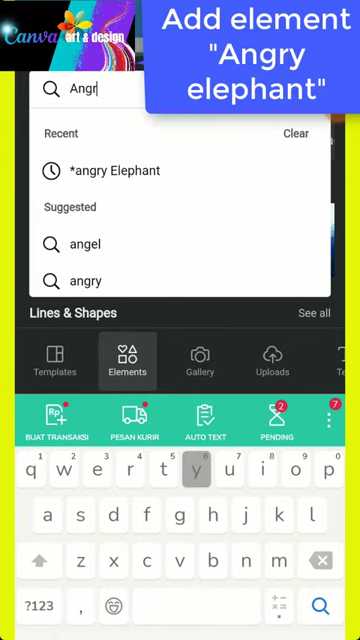 Canva art & design
Add element
"Angry
elephant"
Angr
Recent
Clear
*angry Elephant
Suggested
angel
angry
Lines & Shapes
See all
Templates
Elements
Gallery
Uploads
Te
Rp
2
7
BUAT TRANSAKSI
PESAN KURIR
AUTO TEXT
PENDING
1 2 3 4 5 6 7 8 9 0
q w e r t y u i o p
a s d f g h j k l
z x c v b n m
?123 ,